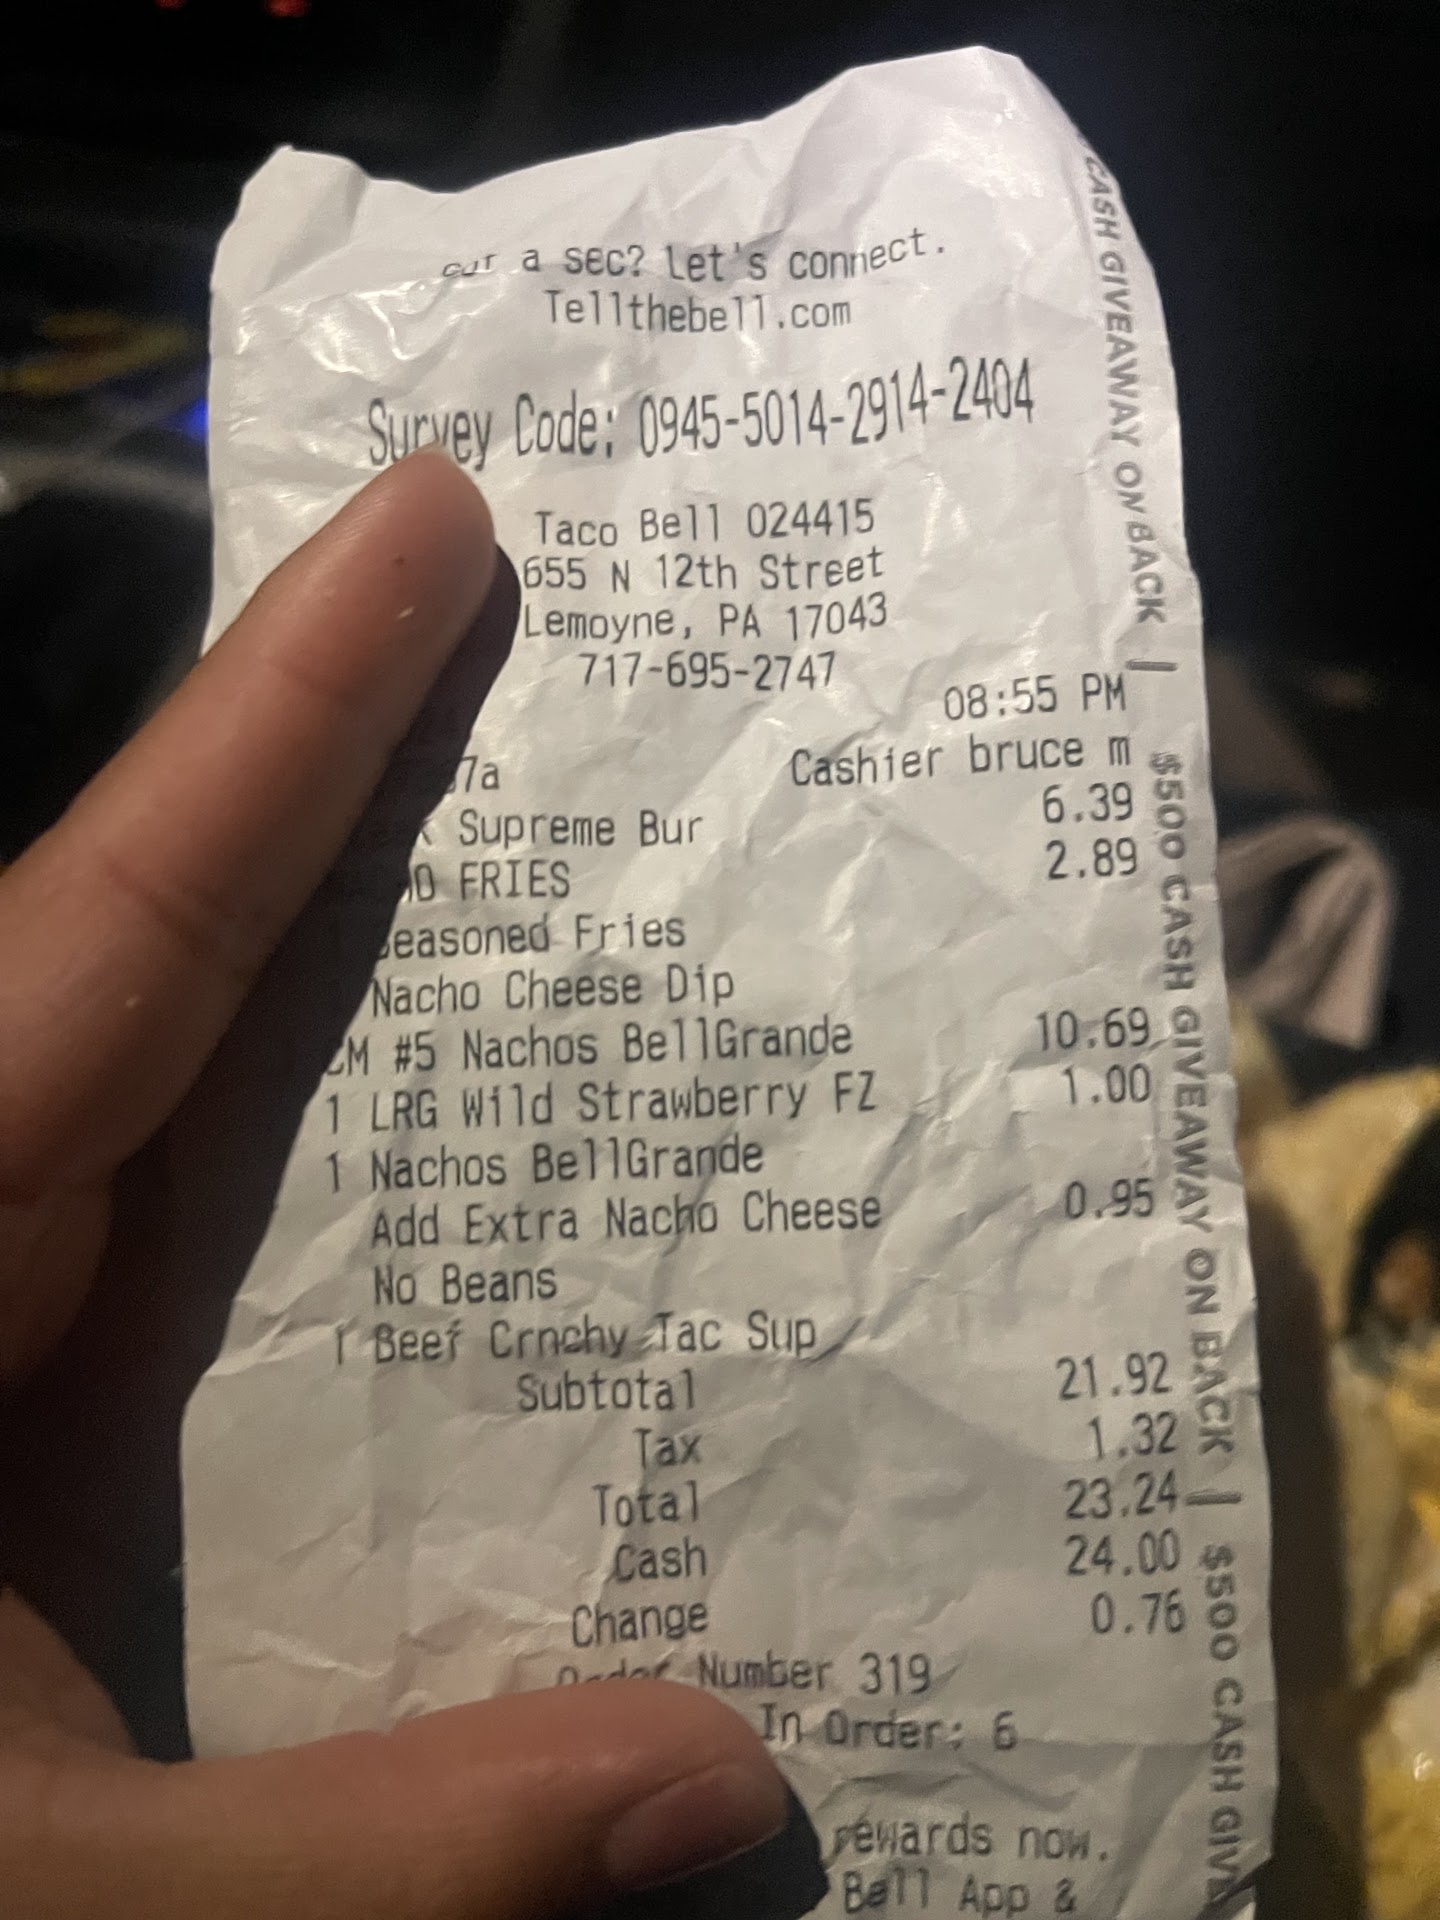 a sec? Let's connect.
Tellthebell.com
Survey Code: 0945-5014-2914-2404
Taco Bell 024415
655 N 12th Street
Lemoyne, PA 17043
717-695-2747
08:55 PM
7a Cashier bruce m
Supreme Bur 6.39
FRIES 2.89
Seasoned Fries
Nacho Cheese Dip
#5 Nachos BellGrande 10.69
1 LRG Wild Strawberry FZ 1.00
1 Nachos BellGrande
Add Extra Nacho Cheese 0.95
No Beans
1 Beef Crnchy Tac Sup
Subtotal 21.92
Tax 1.32
Total 23.24
Cash 24.00
Change 0.76
Order Number 319
In Order: 6
rewards now.
Bell App &
CASH GIVEAWAY ON BACK |
$500 CASH GIVEAWAY ON BACK |
$500 CASH GIVE